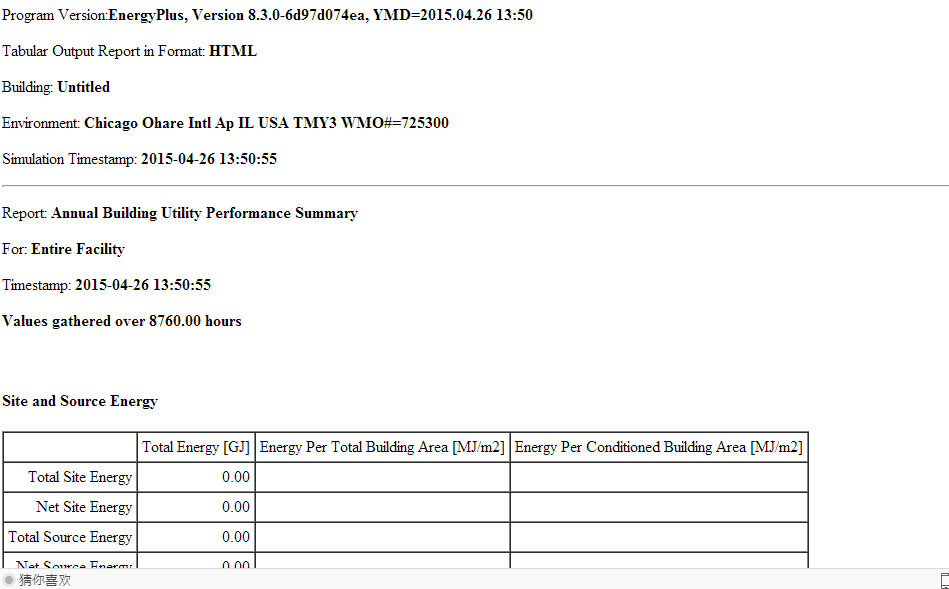 Program Version:EnergyPlus, Version 8.3.0-6d97d074ea, YMD=2015.04.26 13:50
Tabular Output Report in Format: HTML
Building: Untitled
Environment: Chicago Ohare Intl Ap IL USA TMY3 WMO#=725300
Simulation Timestamp: 2015-04-26 13:50:55
Report: Annual Building Utility Performance Summary
For: Entire Facility
Timestamp: 2015-04-26 13:50:55
Values gathered over 8760.00 hours
Site and Source Energy
Total Energy [GJ] Energy Per Total Building Area [MJ/m2] Energy Per Conditioned Building Area [MJ/m2]
Total Site Energy 0.00
Net Site Energy 0.00
Total Source Energy 0.00
Net Source Energy 0.00
猜你喜欢